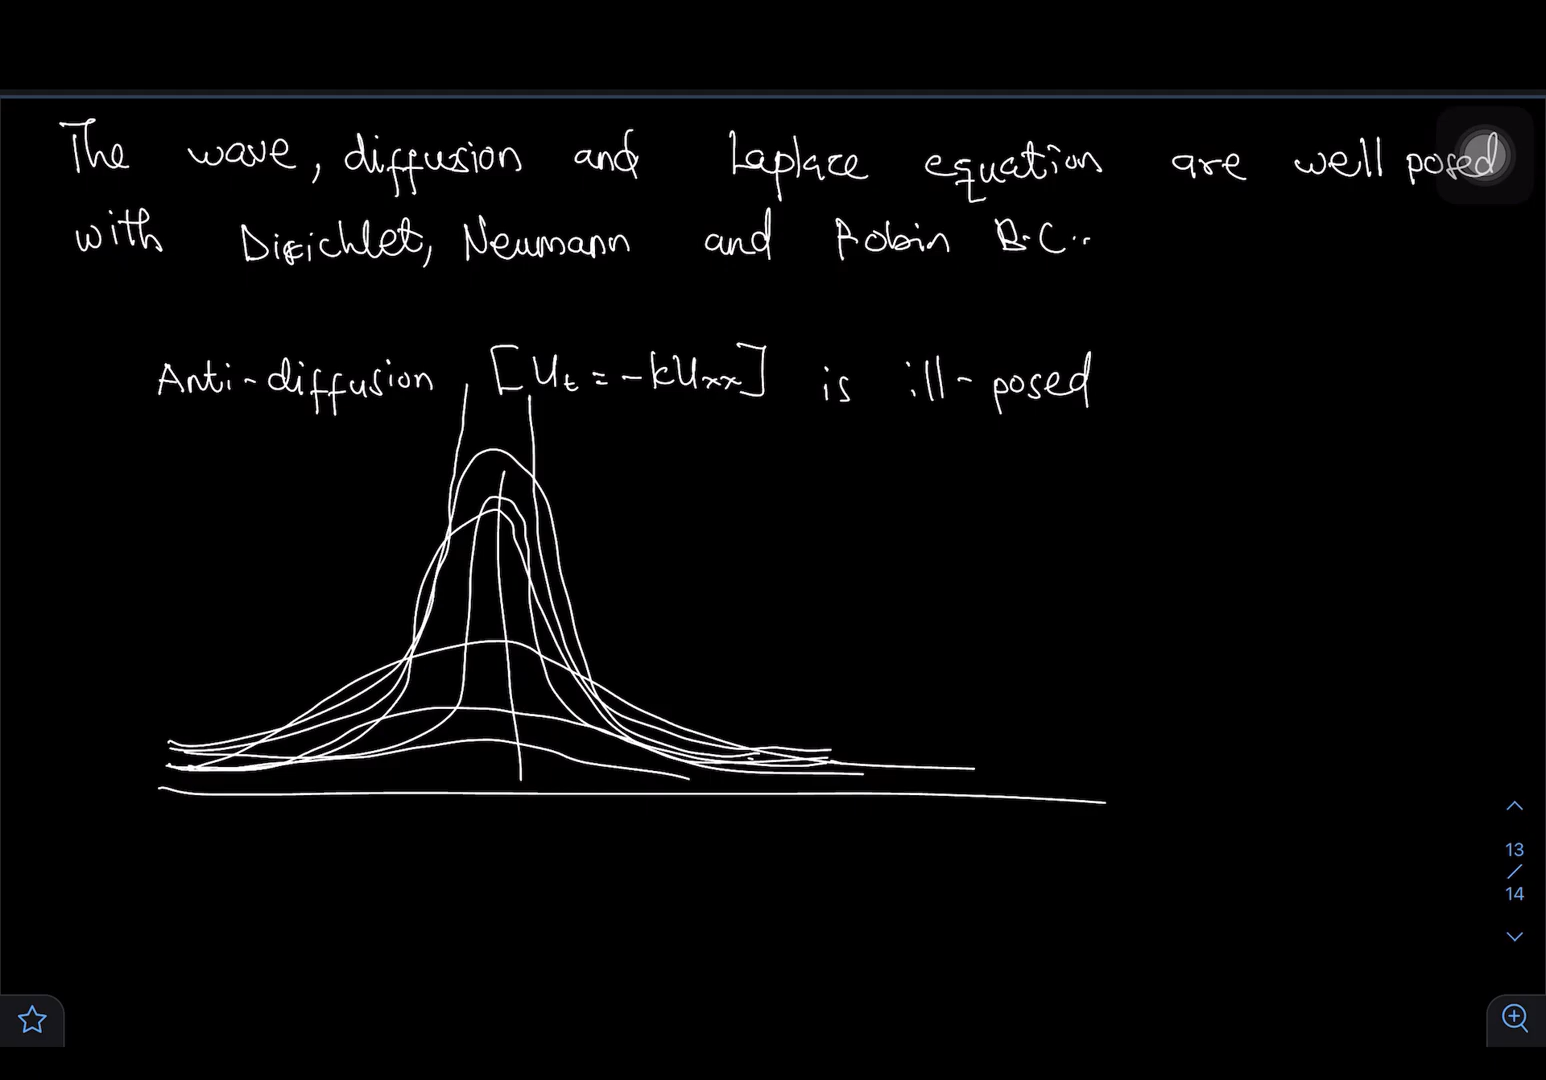 The wave, diffusion and Laplace equation are well posed
with Dirichlet, Neumann and Robin B.C..
Anti-diffusion [Ut = -kUxx] is ill-posed
13
/
14